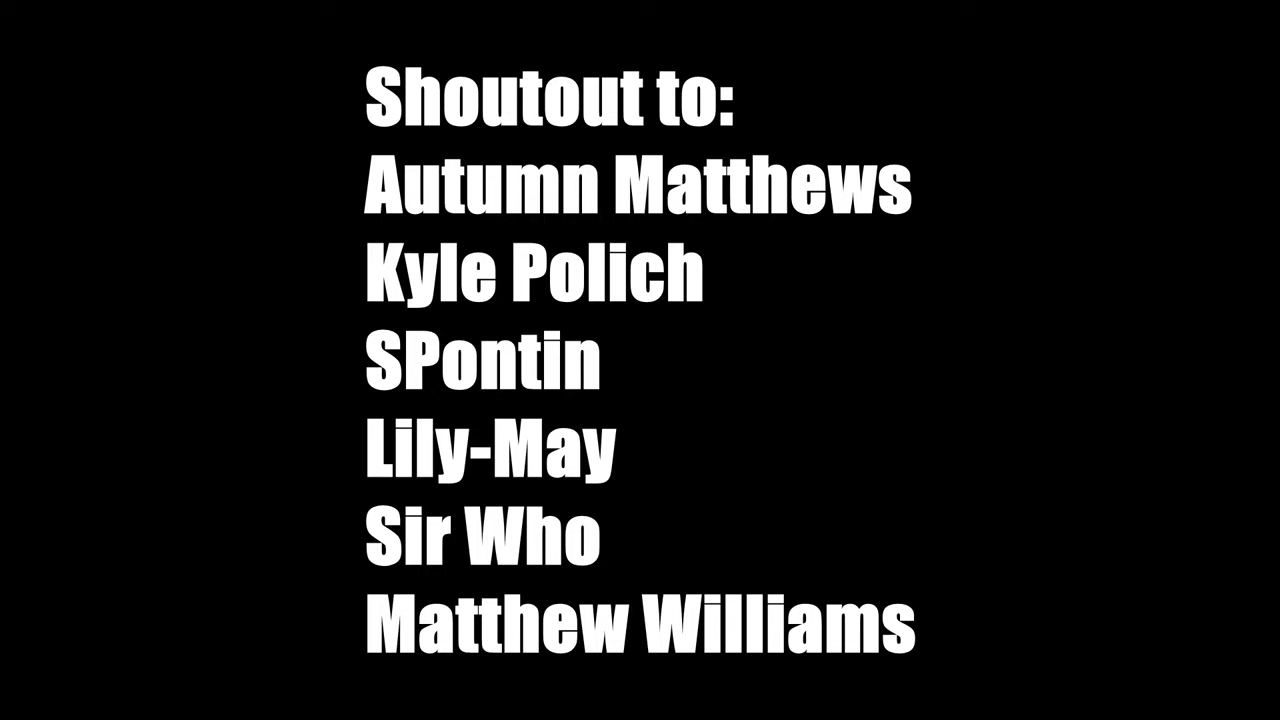 Shoutout to:
Autumn Matthews
Kyle Polich
SPontin
Lily-May
Sir Who
Matthew Williams